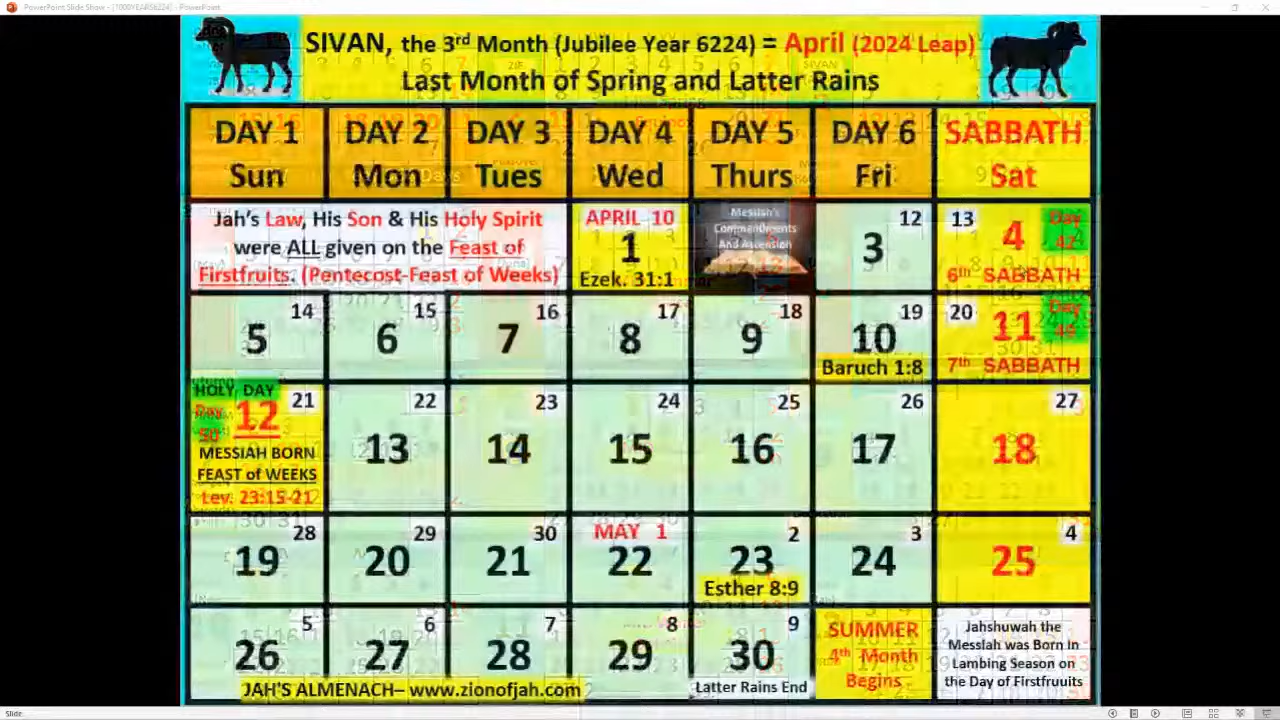 PowerPoint Slide Show - [1000YEARS6224] - PowerPoint
SIVAN, the 3rd Month (Jubilee Year 6224) = April (2024 Leap)
Last Month of Spring and Latter Rains
DAY 1 DAY 2 DAY 3 DAY 4 DAY 5 DAY 6 SABBATH
Sun Mon Tues Wed Thurs Fri Sat
Jah's Law, His Son & His Holy Spirit
were ALL given on the Feast of
Firstfruits. (Pentecost-Feast of Weeks)
APRIL 10
1
Ezek. 31:1
Messiah's
Commandments
And Ascension
12
3
13
4
Day
6th SABBATH
14 15 16 17 18 19 20
5 6 7 8 9 10 11
Day
Baruch 1:8
7th SABBATH
HOLY DAY
Day
50
12
21
MESSIAH BORN
FEAST of WEEKS
Lev. 23:15-21
22 23 24 25 26 27
13 14 15 16 17 18
28 29 30 MAY 1 2 3 4
19 20 21 22 23 24 25
Esther 8:9
5 6 7 8 9
26 27 28 29 30
Latter Rains End
SUMMER
4th Month
Begins
Jahshuwah the
Messiah was Born in
Lambing Season on
the Day of Firstfruuits
JAH'S ALMENACH– www.zionofjah.com
Slide